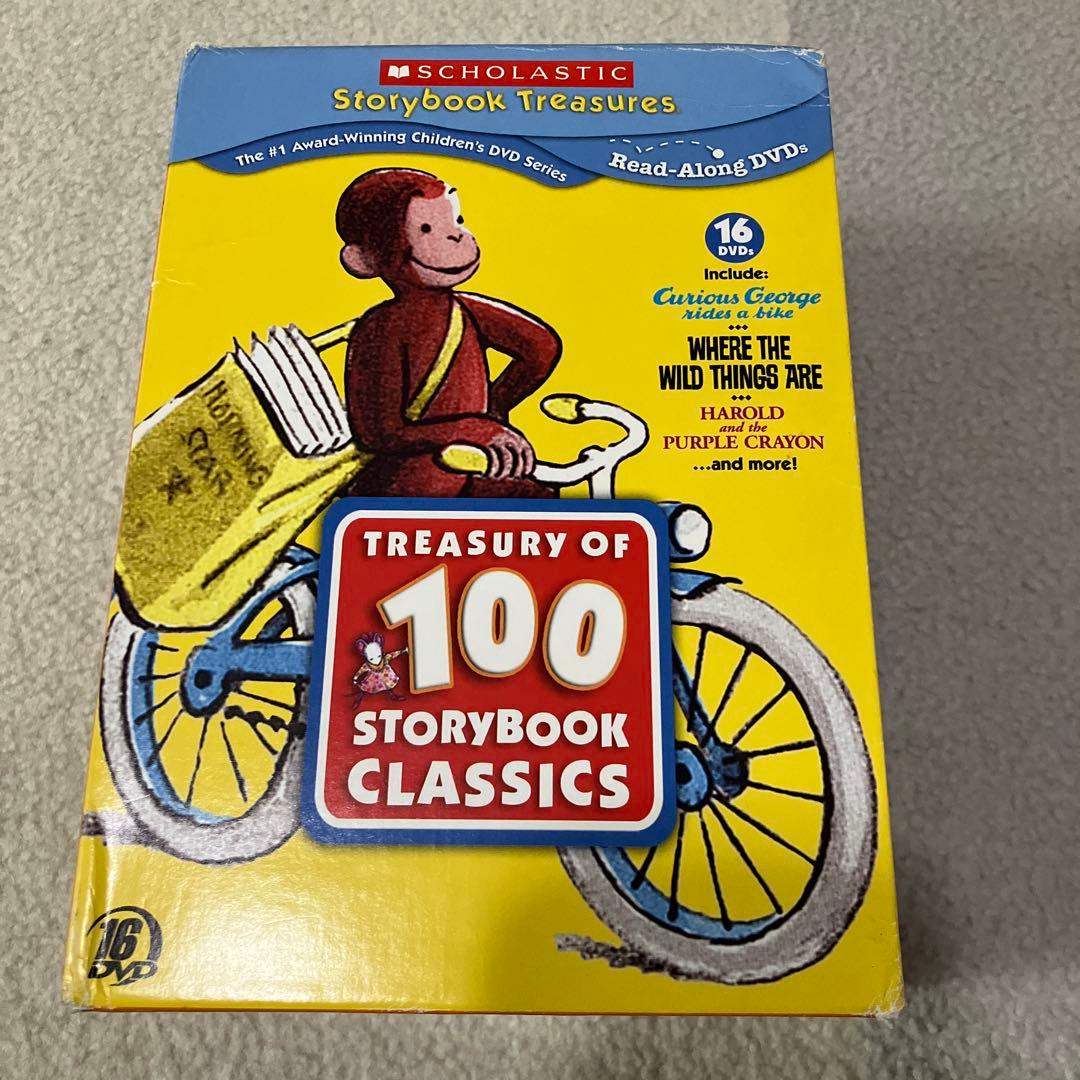 SCHOLASTIC
Storybook Treasures
The #1 Award-Winning Children's DVD Series
Read-Along DVDs
16
DVDs
Include:
Curious George
rides a bike
WHERE THE
WILD THINGS ARE
HAROLD
and the
PURPLE CRAYON
...and more!
MORNING
STAR
TREASURY OF
100
STORYBOOK
CLASSICS
16
DVD